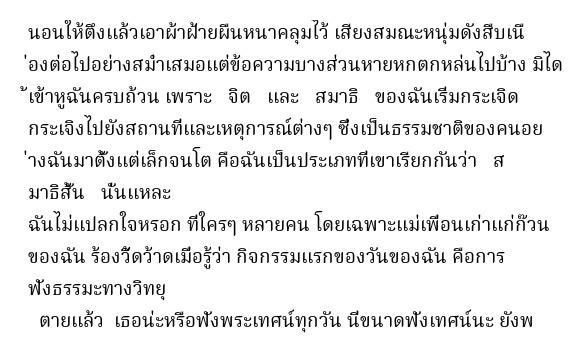 นอนให้ตึงแล้วเอาผ้าฝ้ายผืนหนาคลุมไว้ เสียงสมณะหนุ่มดังสืบเนื
่องต่อไปอย่างสม่ำเสมอแต่ข้อความบางส่วนหายหกตกหล่นไปบ้าง มิได
้เข้าหูฉันครบถ้วน เพราะ จิต และ สมาธิ ของฉันเริ่มกระเจิด
กระเจิงไปยังสถานที่และเหตุการณ์ต่างๆ ซึ่งเป็นธรรมชาติของคนอย
่างฉันมาตั้งแต่เล็กจนโต คือฉันเป็นประเภทที่เขาเรียกกันว่า ส
มาธิสั้น นั่นแหละ
ฉันไม่แปลกใจหรอก ที่ใครๆ หลายคน โดยเฉพาะแม่เพื่อนเก่าแก่ก๊วน
ของฉัน ร้องวี้ดว้าดเมื่อรู้ว่า กิจกรรมแรกของวันของฉัน คือการ
ฟังธรรมะทางวิทยุ
ตายแล้ว เธอน่ะหรือฟังพระเทศน์ทุกวัน นี่ขนาดฟังเทศน์นะ ยังพ